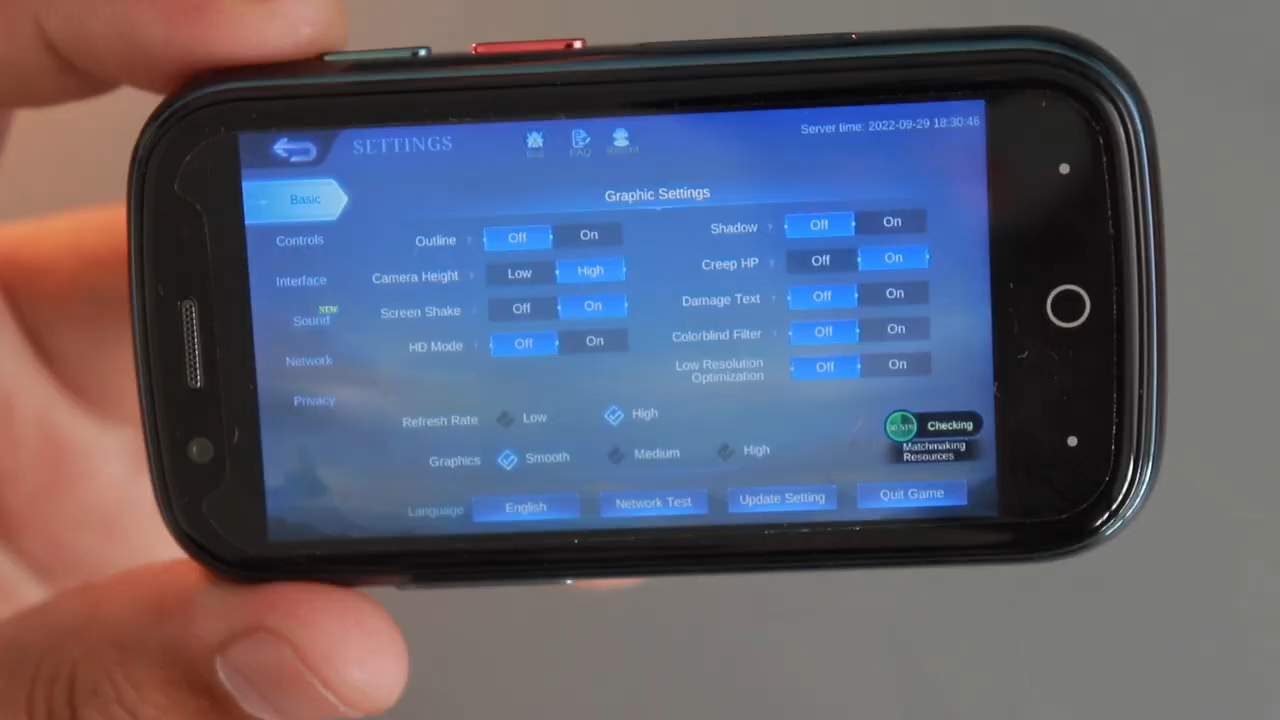 SETTINGS
FAQ
Server time: 2022-09-29 18:30:46
Basic
Controls
Interface
NEW
Sound
Network
Privacy
Graphic Settings
Outline Off On
Camera Height Low High
Screen Shake Off On
HD Mode Off On
Shadow Off On
Creep HP Off On
Damage Text Off On
Colorblind Filter Off On
Low Resolution
Optimization Off On
Refresh Rate Low High
Graphics Smooth Medium High
Checking
Matchmaking
Resources
Language English Network Test Update Setting Quit Game